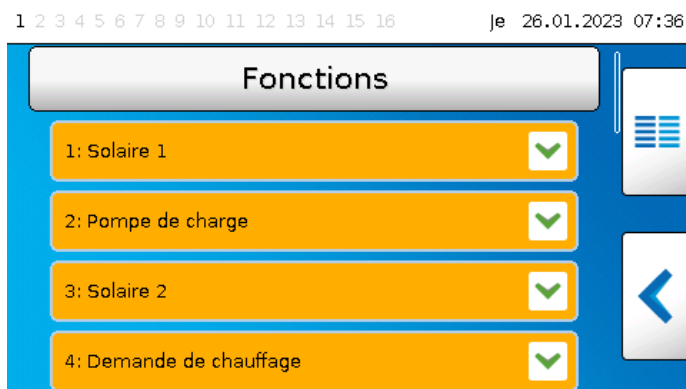 1 2 3 4 5 6 7 8 9 10 11 12 13 14 15 16 Je 26.01.2023 07:36
Fonctions
1: Solaire 1
2: Pompe de charge
3: Solaire 2
4: Demande de chauffage